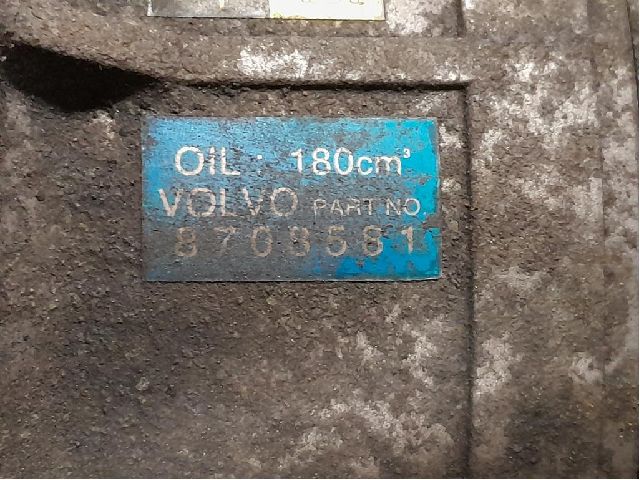 OiL · 180cm³
VOLVO PART NO.
8708581